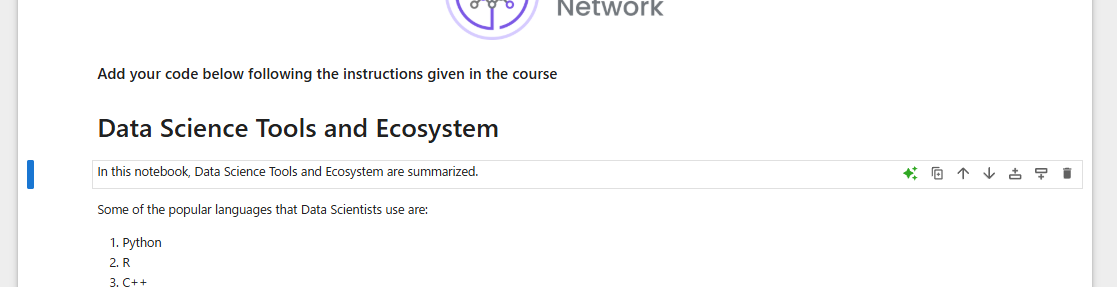 Network
Add your code below following the instructions given in the course
Data Science Tools and Ecosystem
In this notebook, Data Science Tools and Ecosystem are summarized.
Some of the popular languages that Data Scientists use are:
1. Python
2. R
3. C++